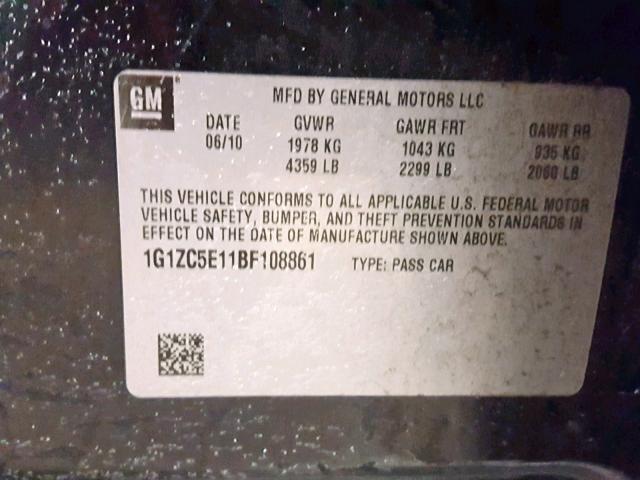 GM
MFD BY GENERAL MOTORS LLC
DATE GVWR GAWR FRT GAWR RR
06/10 1978 KG 1043 KG 935 KG
4359 LB 2299 LB 2060 LB
THIS VEHICLE CONFORMS TO ALL APPLICABLE U.S. FEDERAL MOTOR
VEHICLE SAFETY, BUMPER, AND THEFT PREVENTION STANDARDS IN
EFFECT ON THE DATE OF MANUFACTURE SHOWN ABOVE.
1G1ZC5E11BF108861 TYPE: PASS CAR